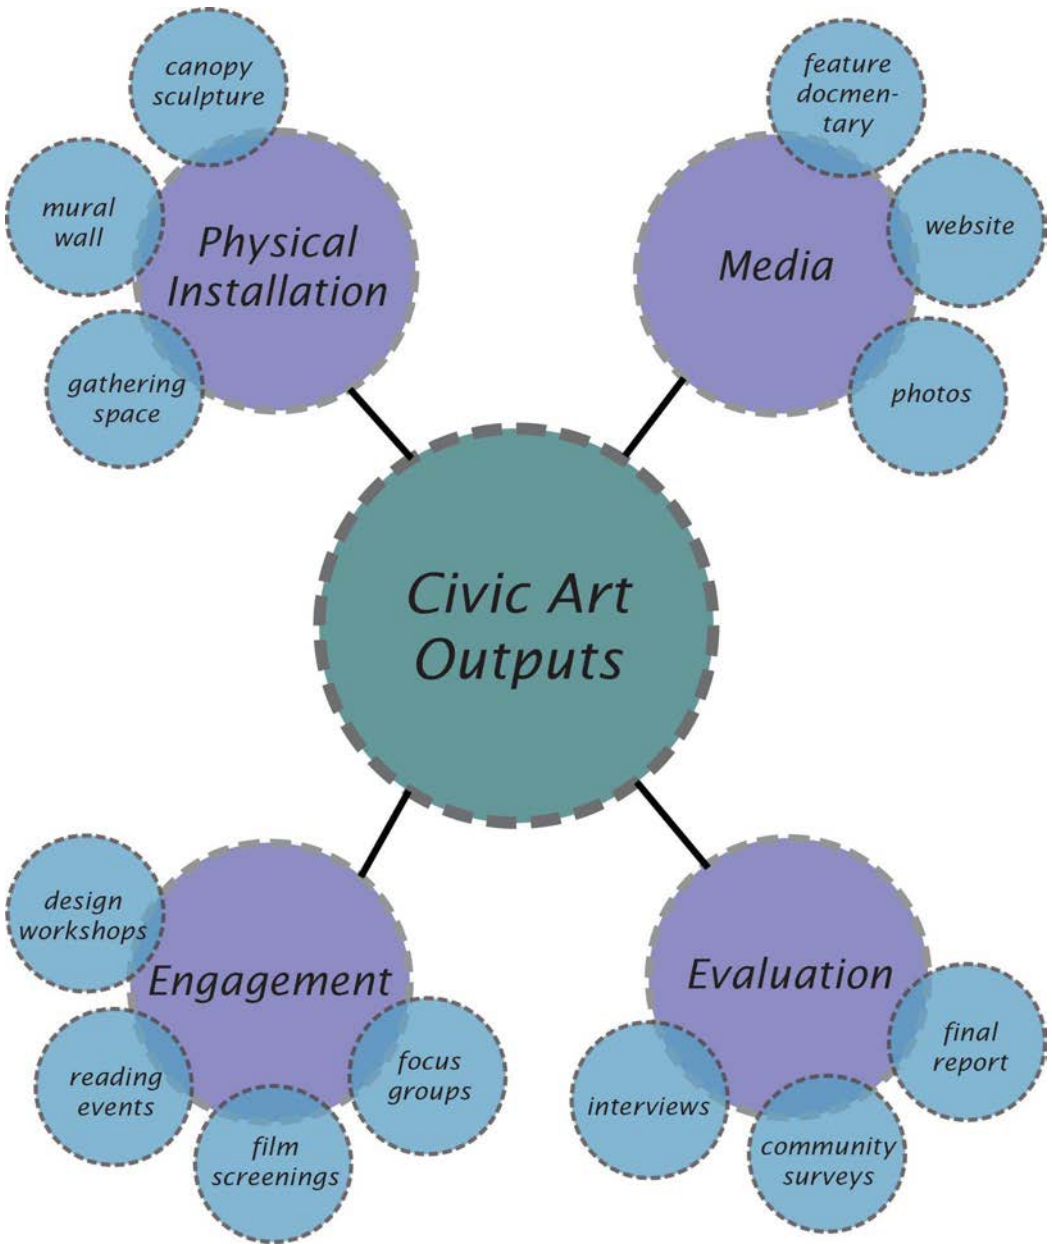 canopy
sculpture
mural
wall
gathering
space
Physical
Installation
feature
docmen-
tary
website
photos
Media
Civic Art
Outputs
design
workshops
reading
events
film
screenings
focus
groups
Engagement
Evaluation
interviews
community
surveys
final
report